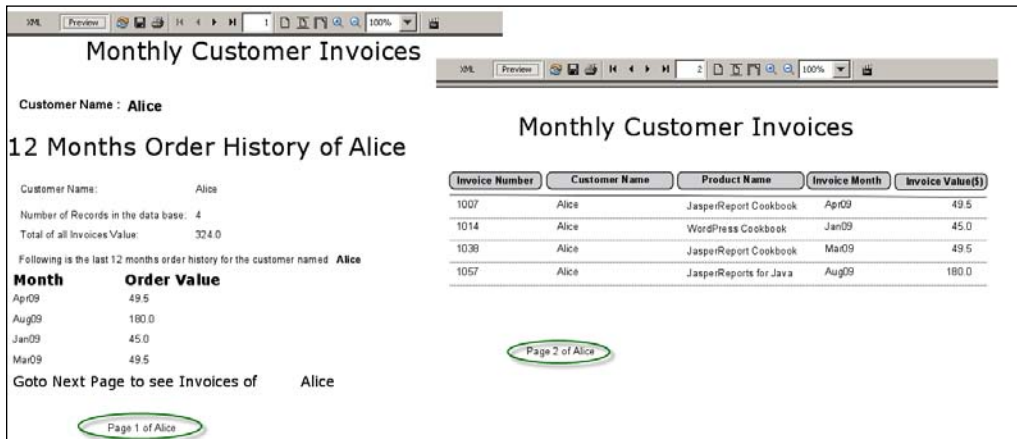 XML Preview 1 100%
Monthly Customer Invoices
Customer Name : Alice
12 Months Order History of Alice
Customer Name: Alice
Number of Records in the data base: 4
Total of all Invoices Value: 324.0
Following is the last 12 months order history for the customer named Alice
Month Order Value
Apr09 49.5
Aug09 180.0
Jan09 45.0
Mar09 49.5
Goto Next Page to see Invoices of Alice
Page 1 of Alice
XML Preview 2 100%
Monthly Customer Invoices
Invoice Number Customer Name Product Name Invoice Month Invoice Value($)
1007 Alice JasperReport Cookbook Apr09 49.5
1014 Alice WordPress Cookbook Jan09 45.0
1038 Alice JasperReport Cookbook Mar09 49.5
1057 Alice JasperReports for Java Aug09 180.0
Page 2 of Alice